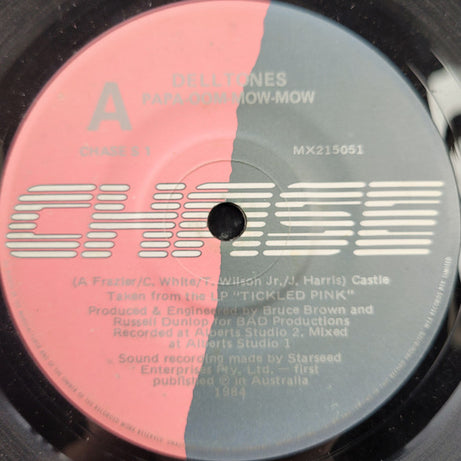 DELLTONES
A
PAPA-OOM-MOW-MOW
CHASE S 1
MX215051
CHASE
(A Frazier/C. White/T. Wilson Jr./J. Harris) Castle
Taken from the LP "TICKLED PINK"
Produced & Engineered by Bruce Brown and
Russell Dunlop for BAD Productions
Recorded at Alberts Studio 2, Mixed
at Alberts Studio 1
Sound recording made by Starseed
Enterprises Pty. Ltd. — first
published ℗ in Australia
1984